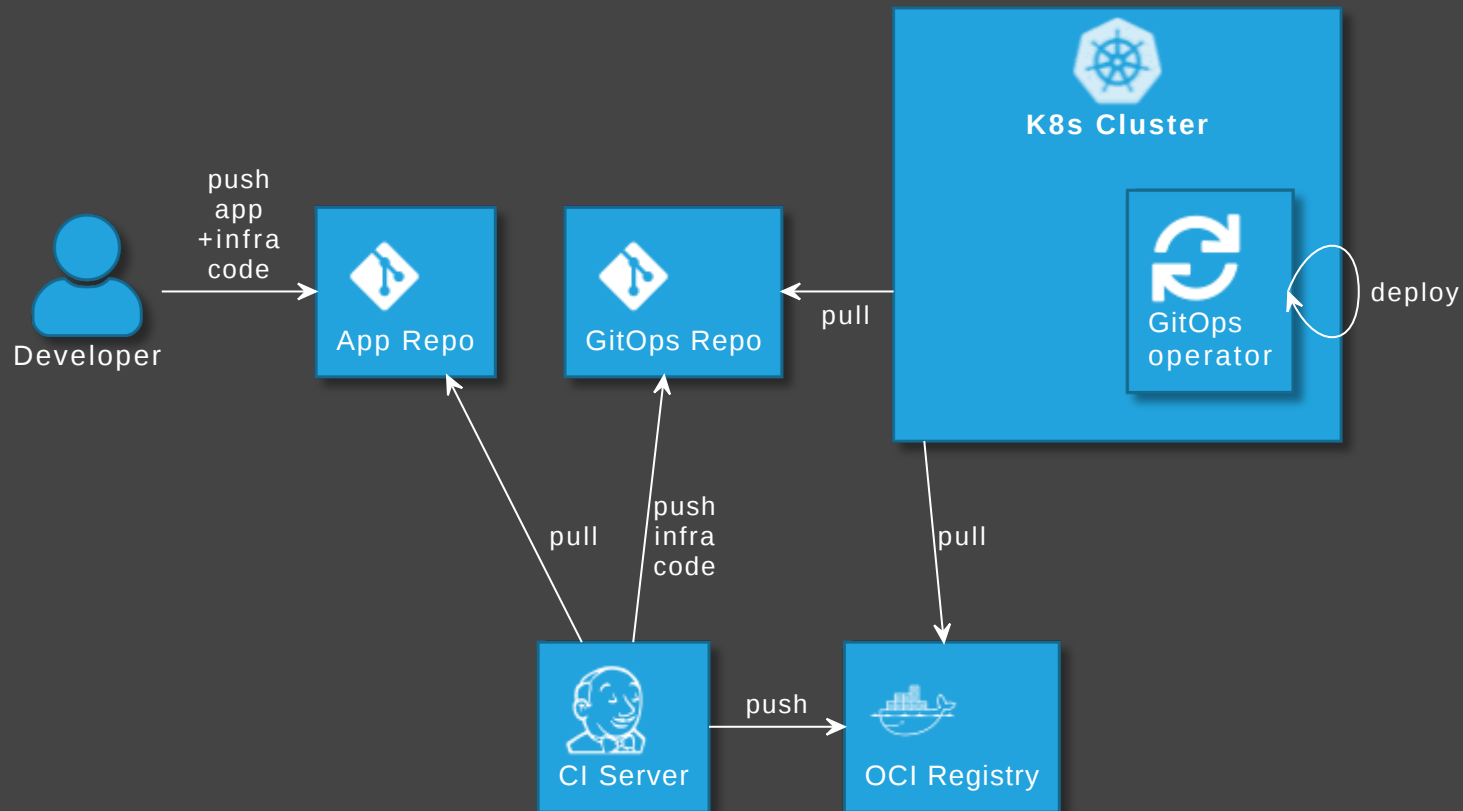 K8s Cluster
push
app
+infra
code
Developer
App Repo
GitOps Repo
pull
GitOps
operator
deploy
pull
push
infra
code
pull
push
CI Server
OCI Registry